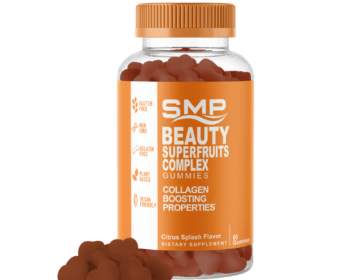 GLUTEN
FREE
NON
GMO
GELATIN
FREE
PLANT
BASED
VEGAN
FRIENDLY
SMP
BEAUTY
SUPERFRUITS
COMPLEX
GUMMIES
COLLAGEN
BOOSTING
PROPERTIES
Citrus Splash Flavor
DIETARY SUPPLEMENT
60
Gummies